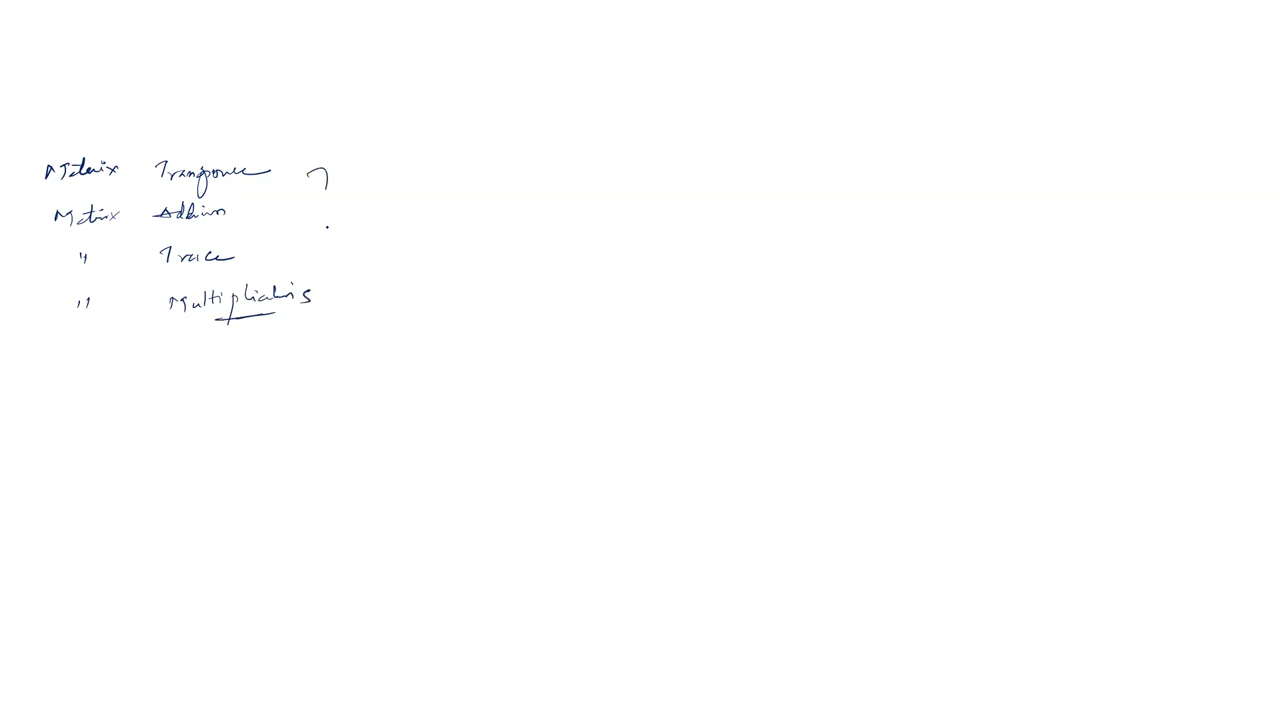 Matrix Transpose
Matrix Addition
" Trace
" Multiplication